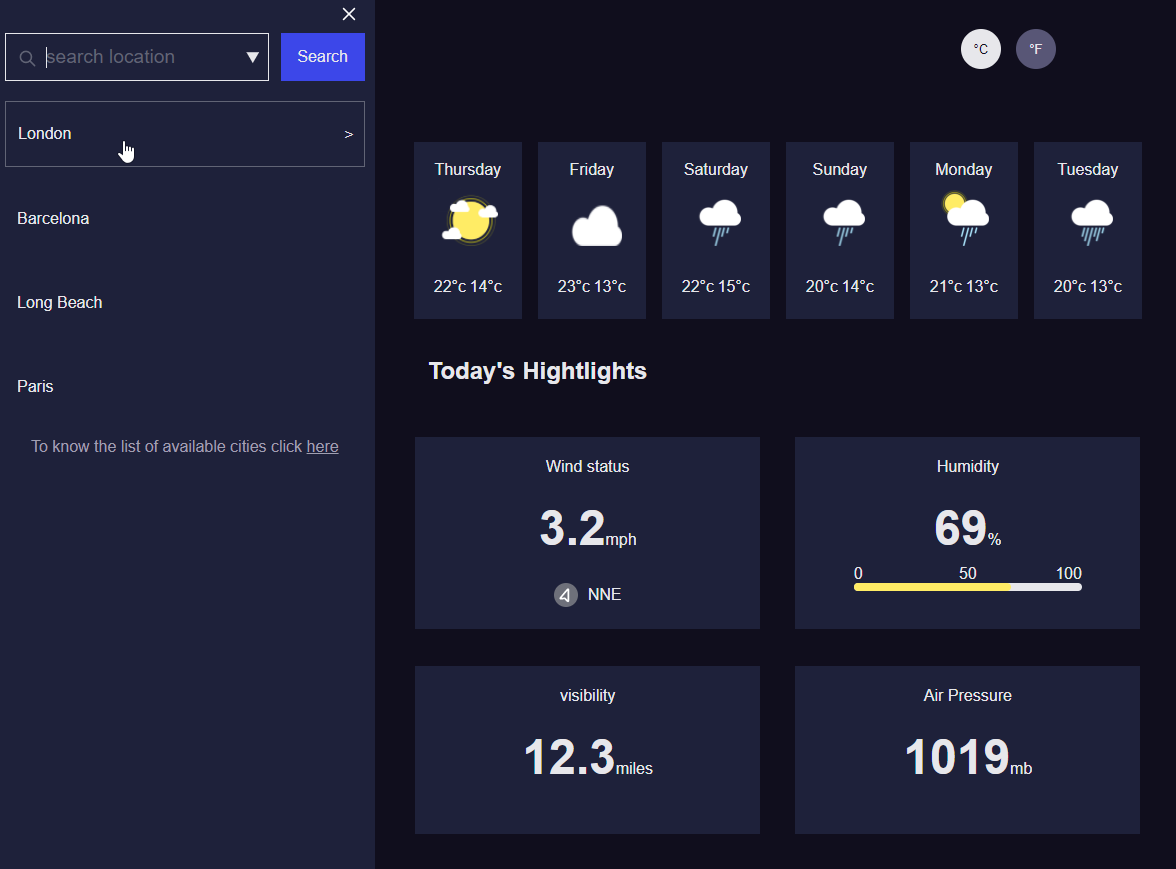 search location ▼ Search
London >
Barcelona
Long Beach
Paris
To know the list of available cities click here
°C °F
Thursday Friday Saturday Sunday Monday Tuesday
22°c 14°c 23°c 13°c 22°c 15°c 20°c 14°c 21°c 13°c 20°c 13°c
Today's Hightlights
Wind status
3.2mph
NNE
Humidity
69%
0 50 100
visibility
12.3miles
Air Pressure
1019mb